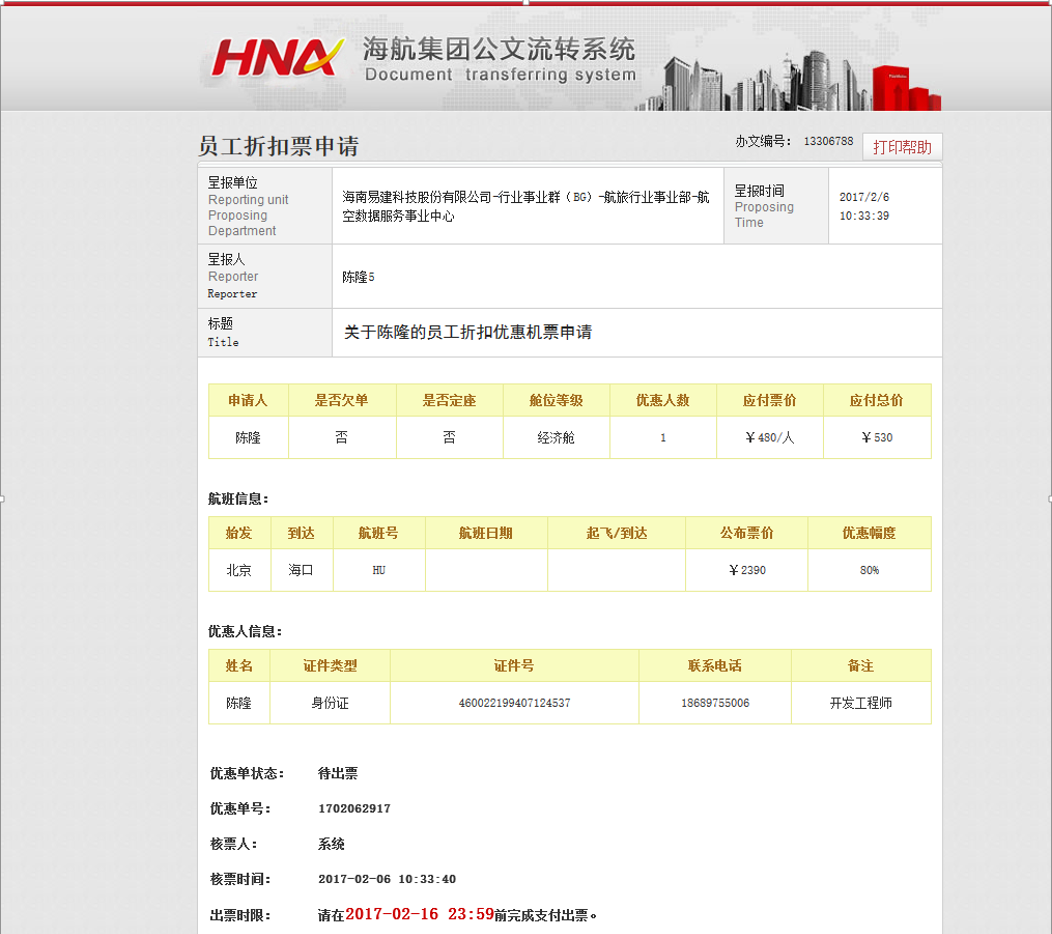 HNA 海航集团公文流转系统
Document transferring system
员工折扣票申请
办文编号： 13306788 打印帮助
呈报单位
Reporting unit
Proposing
Department
海南易建科技股份有限公司-行业事业群（BG）-航旅行业事业部-航
空数据服务事业中心
呈报时间
Proposing
Time
2017/2/6
10:33:39
呈报人
Reporter
Reporter
陈隆5
标题
Title
关于陈隆的员工折扣优惠机票申请
申请人 是否欠单 是否定座 舱位等级 优惠人数 应付票价 应付总价
陈隆 否 否 经济舱 1 ￥480/人 ￥530
航班信息：
始发 到达 航班号 航班日期 起飞/到达 公布票价 优惠幅度
北京 海口 HU ￥2390 80%
优惠人信息：
姓名 证件类型 证件号 联系电话 备注
陈隆 身份证 460022199407124537 18689755006 开发工程师
优惠单状态： 待出票
优惠单号： 1702062917
核票人： 系统
核票时间： 2017-02-06 10:33:40
出票时限： 请在2017-02-16 23:59前完成支付出票。